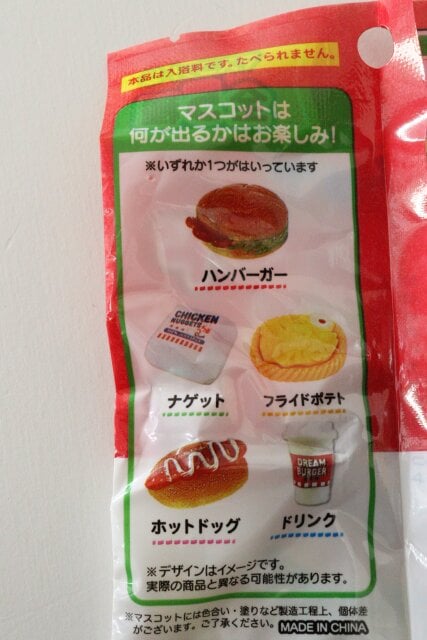 本品は入浴料です。たべられません。
マスコットは
何が出るかはお楽しみ!
※いずれか1つがはいっています
ハンバーガー
CHICKEN
NUGGETS
ナゲット
フライドポテト
DREAM
BURGER
ホットドッグ
ドリンク
※デザインはイメージです。
実際の商品と異なる可能性があります。
※マスコットには色合い・塗りなど製造工程上、個体差
がございます。ご了承ください。 MADE IN CHINA